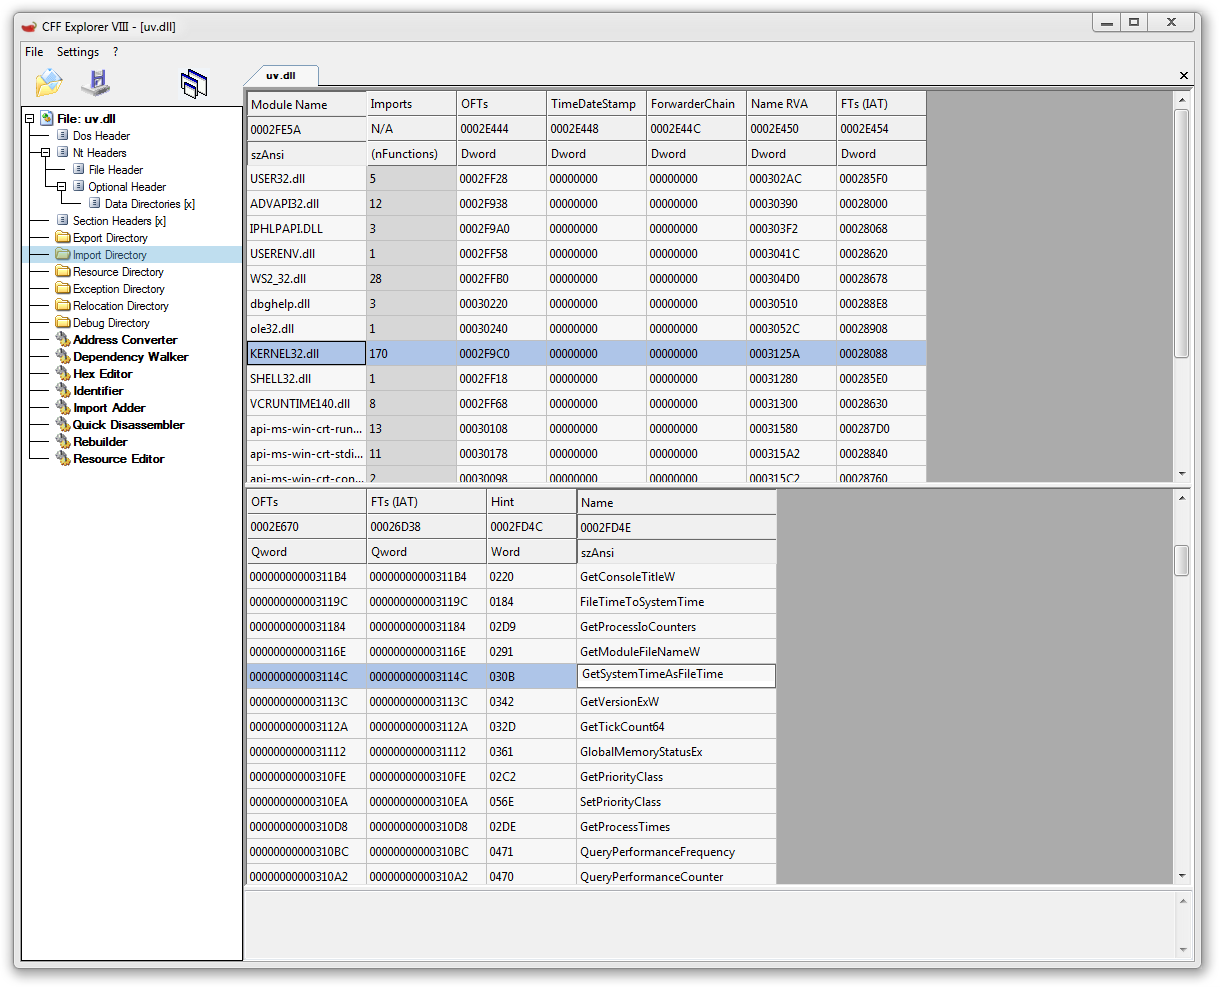 CFF Explorer VIII - [uv.dll]
File Settings ?
uv.dll
File: uv.dll
Dos Header
Nt Headers
File Header
Optional Header
Data Directories [x]
Section Headers [x]
Export Directory
Import Directory
Resource Directory
Exception Directory
Relocation Directory
Debug Directory
Address Converter
Dependency Walker
Hex Editor
Identifier
Import Adder
Quick Disassembler
Rebuilder
Resource Editor
Module Name Imports OFTs TimeDateStamp ForwarderChain Name RVA FTs (IAT)
0002FE5A N/A 0002E444 0002E448 0002E44C 0002E450 0002E454
szAnsi (nFunctions) Dword Dword Dword Dword Dword
USER32.dll 5 0002FF28 00000000 00000000 000302AC 000285F0
ADVAPI32.dll 12 0002F938 00000000 00000000 00030390 00028000
IPHLPAPI.DLL 3 0002F9A0 00000000 00000000 000303F2 00028068
USERENV.dll 1 0002FF58 00000000 00000000 0003041C 00028620
WS2_32.dll 28 0002FFB0 00000000 00000000 000304D0 00028678
dbghelp.dll 3 00030220 00000000 00000000 00030510 000288E8
ole32.dll 1 00030240 00000000 00000000 0003052C 00028908
KERNEL32.dll 170 0002F9C0 00000000 00000000 0003125A 00028088
SHELL32.dll 1 0002FF18 00000000 00000000 00031280 000285E0
VCRUNTIME140.dll 8 0002FF68 00000000 00000000 00031300 00028630
api-ms-win-crt-run... 13 00030108 00000000 00000000 00031580 000287D0
api-ms-win-crt-stdi... 11 00030178 00000000 00000000 000315A2 00028840
api-ms-win-crt-con... 2 00030098 00000000 00000000 000315C2 00028760
OFTs FTs (IAT) Hint Name
0002E670 00026D38 0002FD4C 0002FD4E
Qword Qword Word szAnsi
00000000000311B4 00000000000311B4 0220 GetConsoleTitleW
000000000003119C 000000000003119C 0184 FileTimeToSystemTime
0000000000031184 0000000000031184 02D9 GetProcessIoCounters
000000000003116E 000000000003116E 0291 GetModuleFileNameW
000000000003114C 000000000003114C 030B GetSystemTimeAsFileTime
000000000003113C 000000000003113C 0342 GetVersionExW
000000000003112A 000000000003112A 032D GetTickCount64
0000000000031112 0000000000031112 0361 GlobalMemoryStatusEx
00000000000310FE 00000000000310FE 02C2 GetPriorityClass
00000000000310EA 00000000000310EA 056E SetPriorityClass
00000000000310D8 00000000000310D8 02DE GetProcessTimes
00000000000310BC 00000000000310BC 0471 QueryPerformanceFrequency
00000000000310A2 00000000000310A2 0470 QueryPerformanceCounter